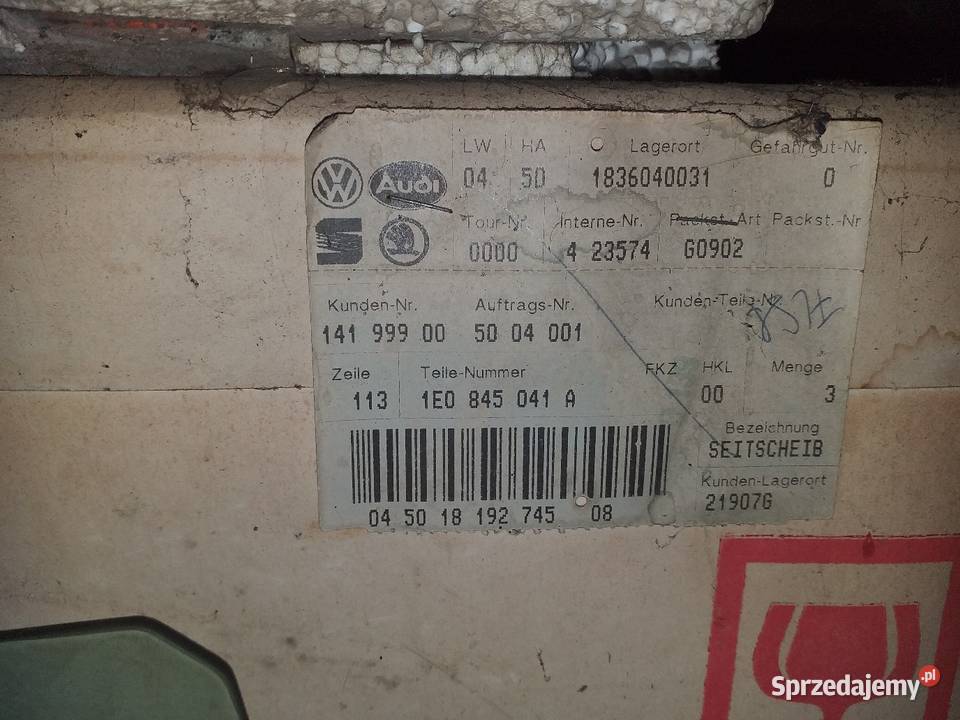 LW HA Lagerort Gefahrgut-Nr.
04 50 1836040031 0
AUDI
Tour-Nr. Interne-Nr. Packst.-Art Packst.-Nr
0000 4 23574 G0902
Kunden-Nr. Auftrags-Nr. Kunden-Teile-Nr.
141 999 00 50 04 001
Zeile Teile-Nummer FKZ HKL Menge
113 1E0 845 041 A 00 3
Bezeichnung
SEITSCHEIB
Kunden-Lagerort
21907G
04 50 18 192 745 08
Sprzedajemy.pl